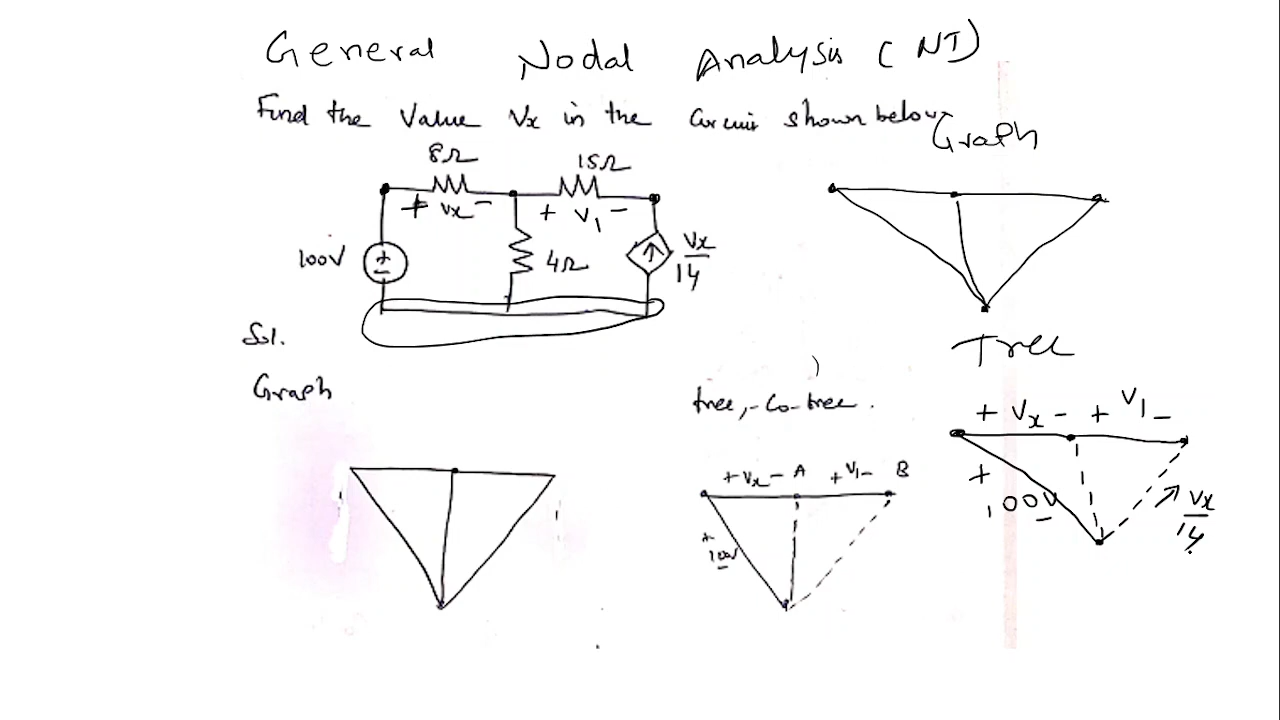 General Nodal Analysis ( NI )
Find the Value Vx in the Circuit shown below
Graph
8Ω 15Ω
+ Vx - + V1 -
100V + - 4Ω Vx/14
Sol.
Tree
Graph
tree, - Co-tree .
+ Vx - + V1 -
+ Vx - A + V1 - B
+ 100V -
+ 100V -
Vx/14